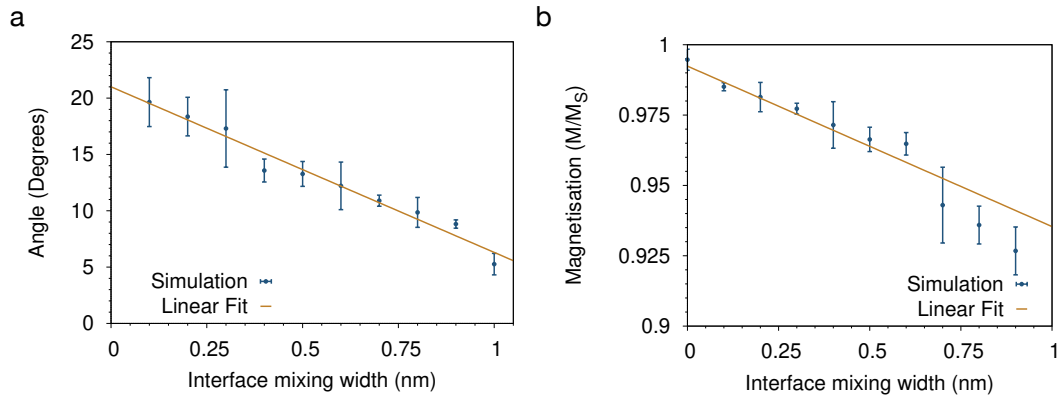 a
25
20
15
10
5
0
Angle (Degrees)
Simulation
Linear Fit
0 0.25 0.5 0.75 1
Interface mixing width (nm)
b
1
0.975
0.95
0.925
0.9
Magnetisation (M/MS)
Simulation
Linear Fit
0 0.25 0.5 0.75 1
Interface mixing width (nm)